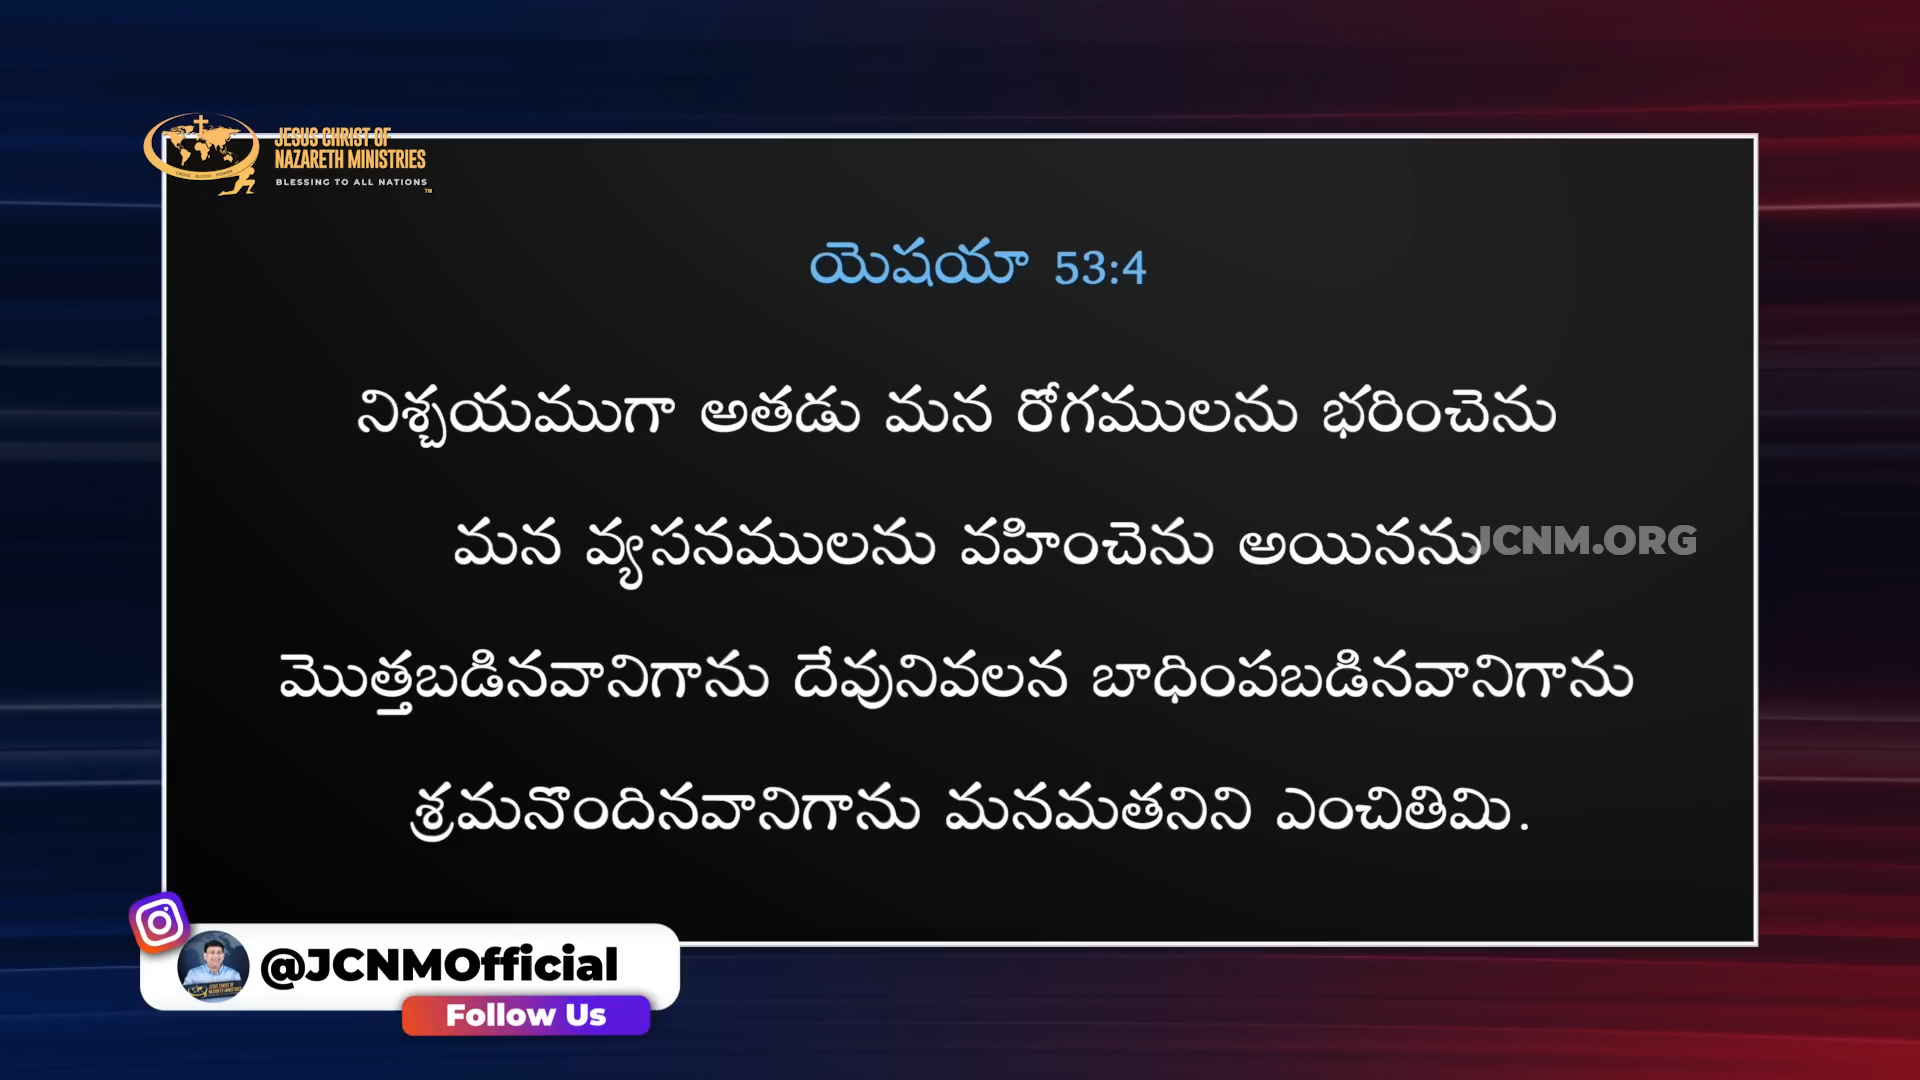 JESUS CHRIST OF
NAZARETH MINISTRIES
BLESSING TO ALL NATIONS
యెషయా 53:4
నిశ్చయముగా అతడు మన రోగములను భరించెను
మన వ్యసనములను వహించెను అయినను
JCNM.ORG
మొత్తబడినవానిగాను దేవునివలన బాధింపబడినవానిగాను
శ్రమనొందినవానిగాను మనమతనిని ఎంచితిమి.
@JCNMOfficial
Follow Us